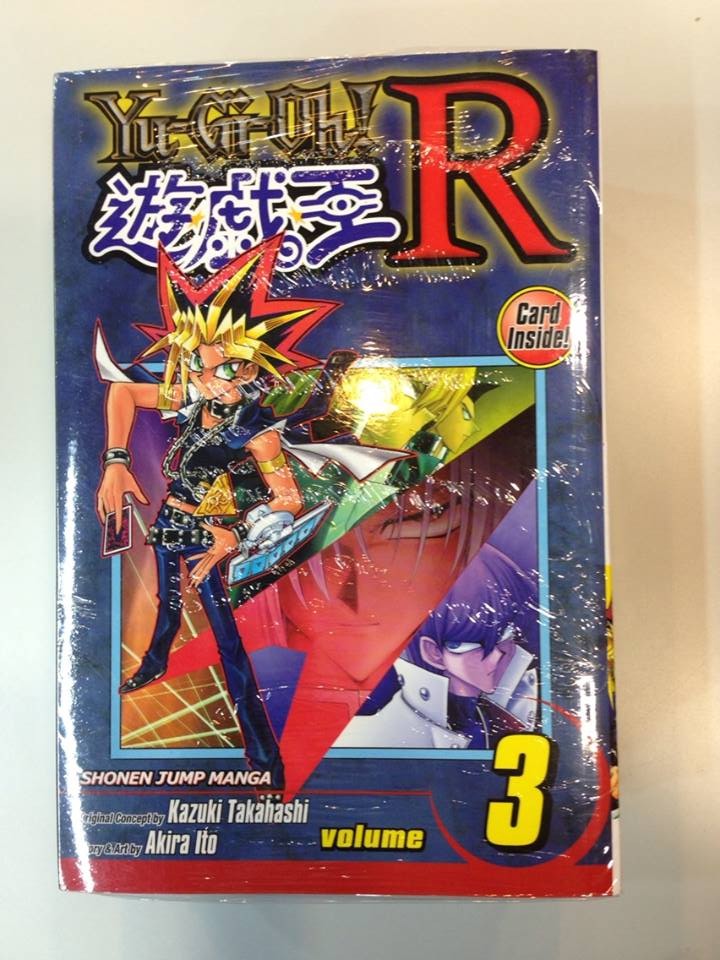 Yu-Gi-Oh! R
遊☆戯☆王
Card
Inside!
SHONEN JUMP MANGA
Original Concept by Kazuki Takahashi
Story & Art by Akira Ito
volume 3